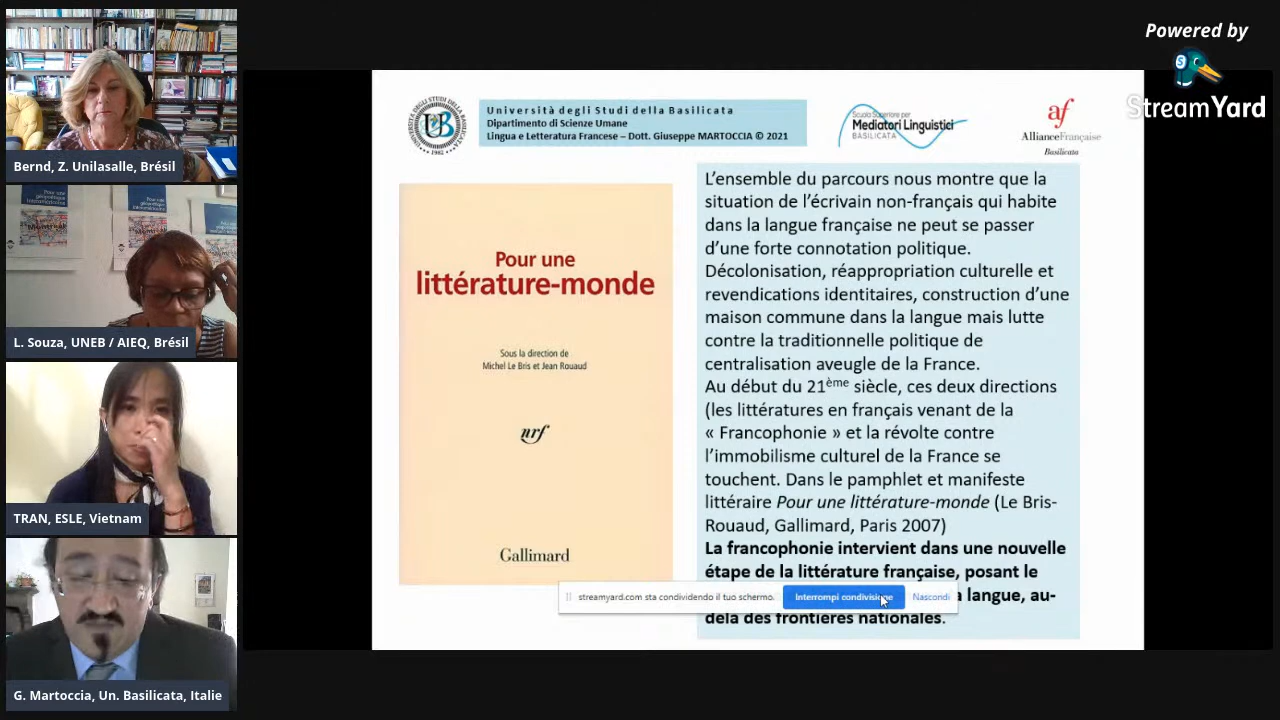 Bernd, Z. Unilasalle, Brésil
L. Souza, UNEB / AIEQ, Brésil
TRAN, ESLE, Vietnam
G. Martoccia, Un. Basilicata, Italie
Università degli Studi della Basilicata
Dipartimento di Scienze Umane
Lingua e Letteratura Francese – Dott. Giuseppe MARTOCCIA © 2021
Scuola Superiore per
Mediatori Linguistici
BASILICATA
af
AllianceFrançaise
Basilicata
Pour une
littérature-monde
Sous la direction de
Michel Le Bris et Jean Rouaud
nrf
Gallimard
L’ensemble du parcours nous montre que la
situation de l’écrivain non-français qui habite
dans la langue française ne peut se passer
d’une forte connotation politique.
Décolonisation, réappropriation culturelle et
revendications identitaires, construction d’une
maison commune dans la langue mais lutte
contre la traditionnelle politique de
centralisation aveugle de la France.
Au début du 21ème siècle, ces deux directions
(les littératures en français venant de la
« Francophonie » et la révolte contre
l’immobilisme culturel de la France se
touchent. Dans le pamphlet et manifeste
littéraire Pour une littérature-monde (Le Bris-
Rouaud, Gallimard, Paris 2007)
La francophonie intervient dans une nouvelle
étape de la littérature française, posant le
la langue, au-
delà des frontières nationales.
streamyard.com sta condividendo il tuo schermo.
Interrompi condivisione
Nascondi
Powered by
StreamYard